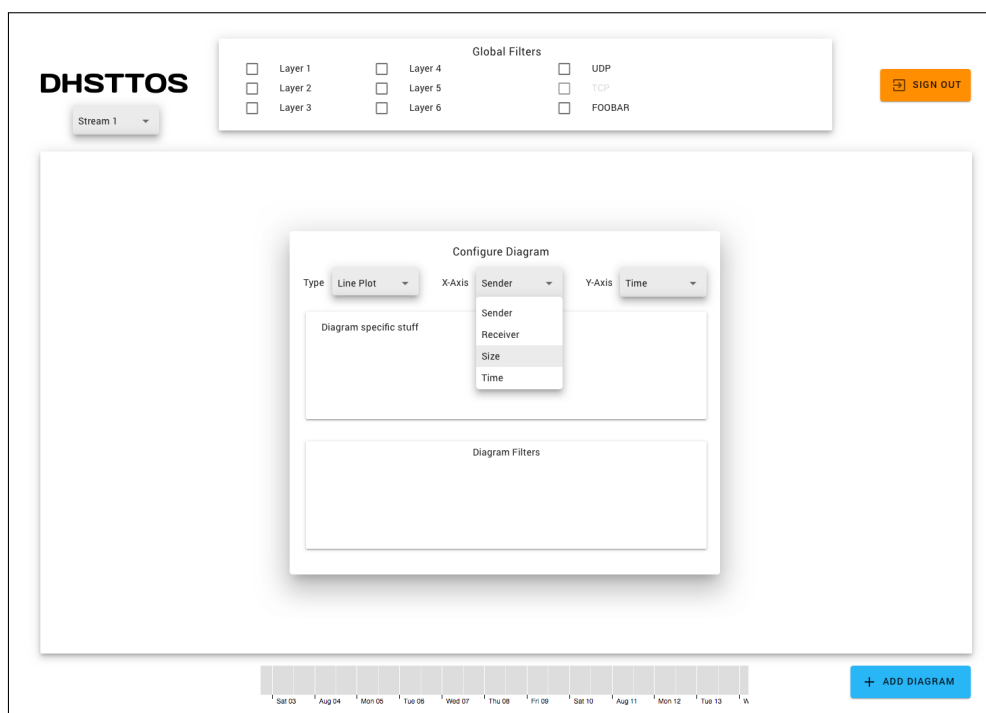 Global Filters
Layer 1 Layer 4 UDP
DHSTTOS
Layer 2 Layer 5 TCP
SIGN OUT
Layer 3 Layer 6 FOOBAR
Stream 1
Configure Diagram
Type Line Plot X-Axis Sender Y-Axis Time
Sender
Diagram specific stuff
Receiver
Size
Time
Diagram Filters
+ ADD DIAGRAM
Sat 03 Aug 04 Mon 05 Tue 06 Wed 07 Thu 08 Fri 09 Sat 10 Aug 11 Mon 12 Tue 13